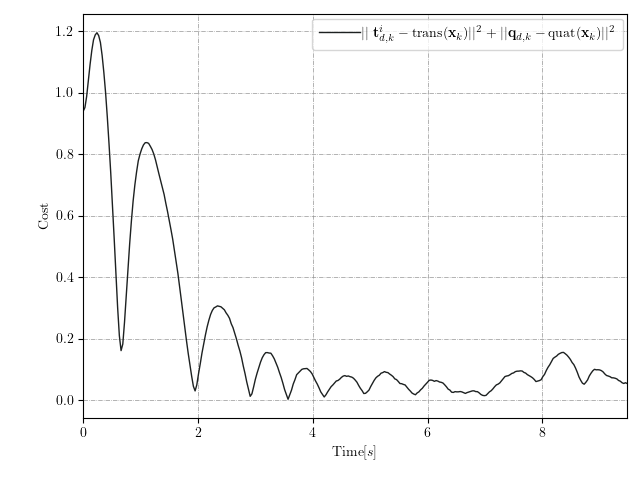 || t^i_{d,k} − trans(x_k)||^2 + ||q_{d,k} − quat(x_k)||^2
1.2
1.0
0.8
0.6
0.4
0.2
0.0
Cost
0 2 4 6 8
Time[s]